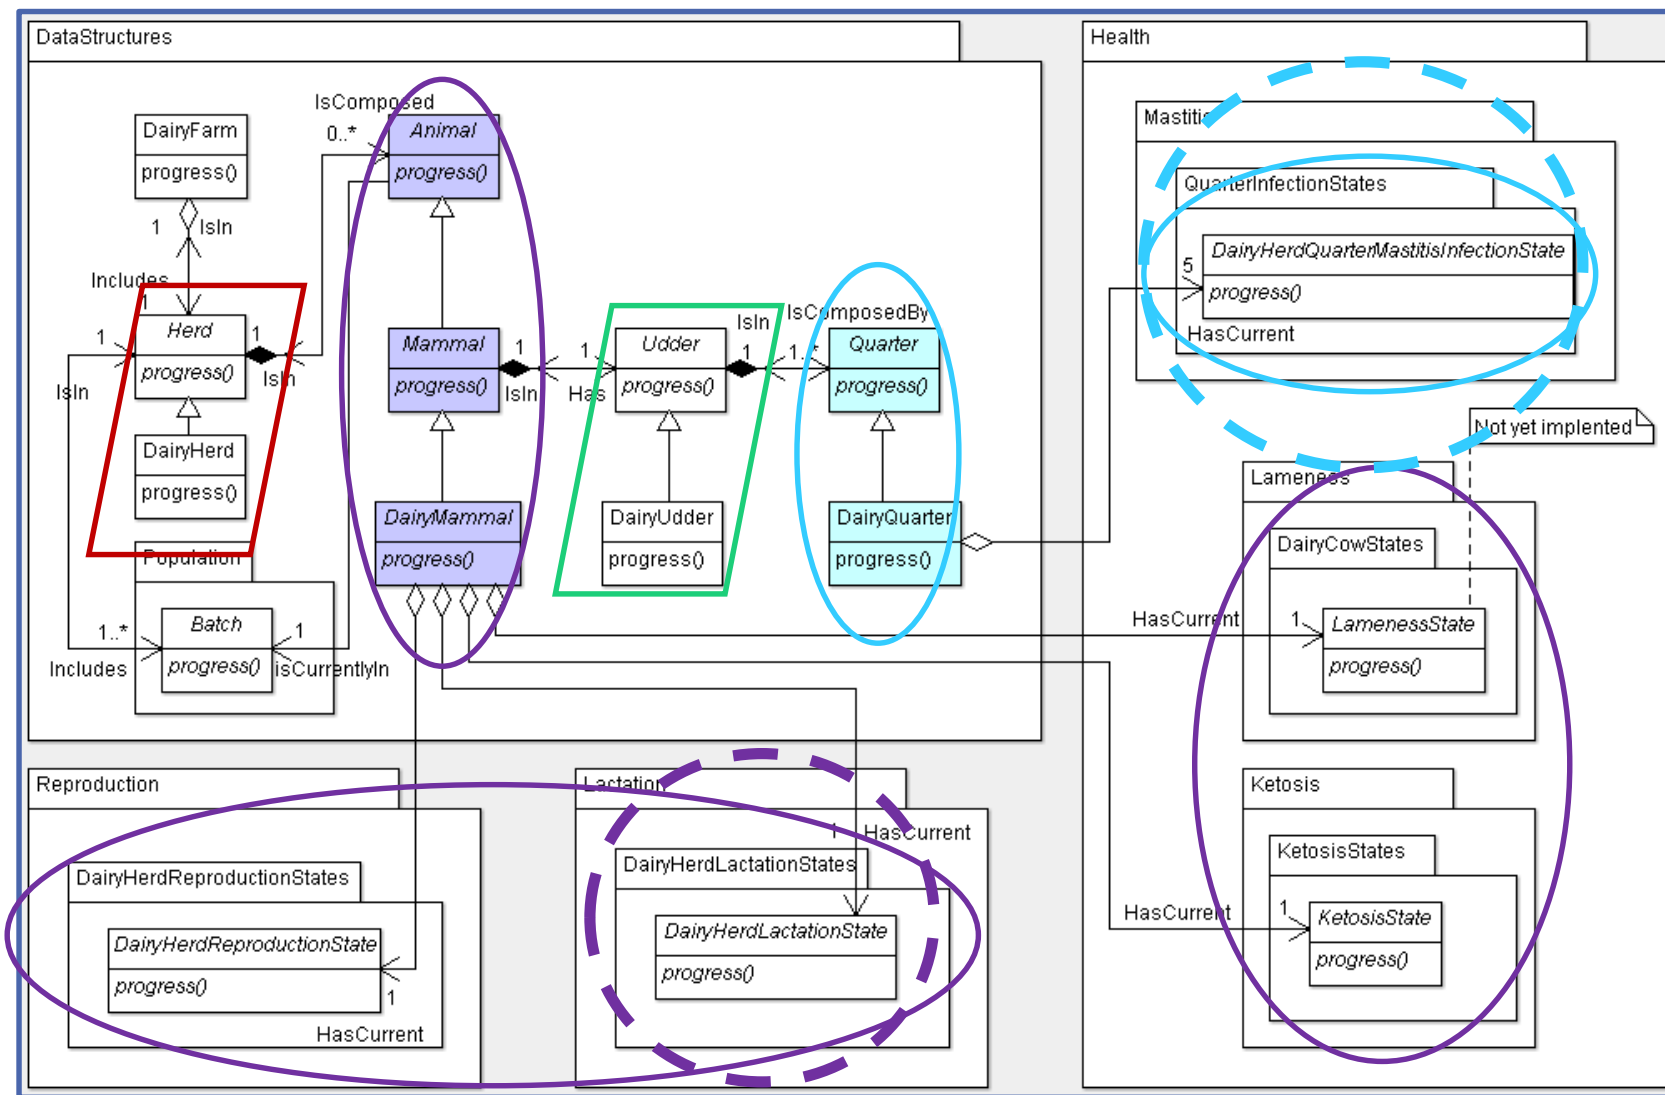 DataStructures
IsComposed
0..*
DairyFarm
progress()
Animal
progress()
1
IsIn
Includes
1
1
Herd
progress()
1
IsIn
IsIn
DairyHerd
progress()
Mammal
progress()
1
IsIn
1
Has
Udder
progress()
IsIn
1
IsComposedBy
1..*
Quarter
progress()
DairyMammal
progress()
DairyUdder
progress()
DairyQuarter
progress()
Population
Batch
progress()
1..*
Includes
1
isCurrentlyIn
Health
Mastitis
QuarterInfectionStates
DairyHerdQuarterMastitisInfectionState
progress()
5
HasCurrent
Not yet implented
Lameness
DairyCowStates
HasCurrent
1
LamenessState
progress()
Ketosis
KetosisStates
HasCurrent
1
KetosisState
progress()
Reproduction
DairyHerdReproductionStates
DairyHerdReproductionState
progress()
1
HasCurrent
Lactation
1
HasCurrent
DairyHerdLactationStates
DairyHerdLactationState
progress()